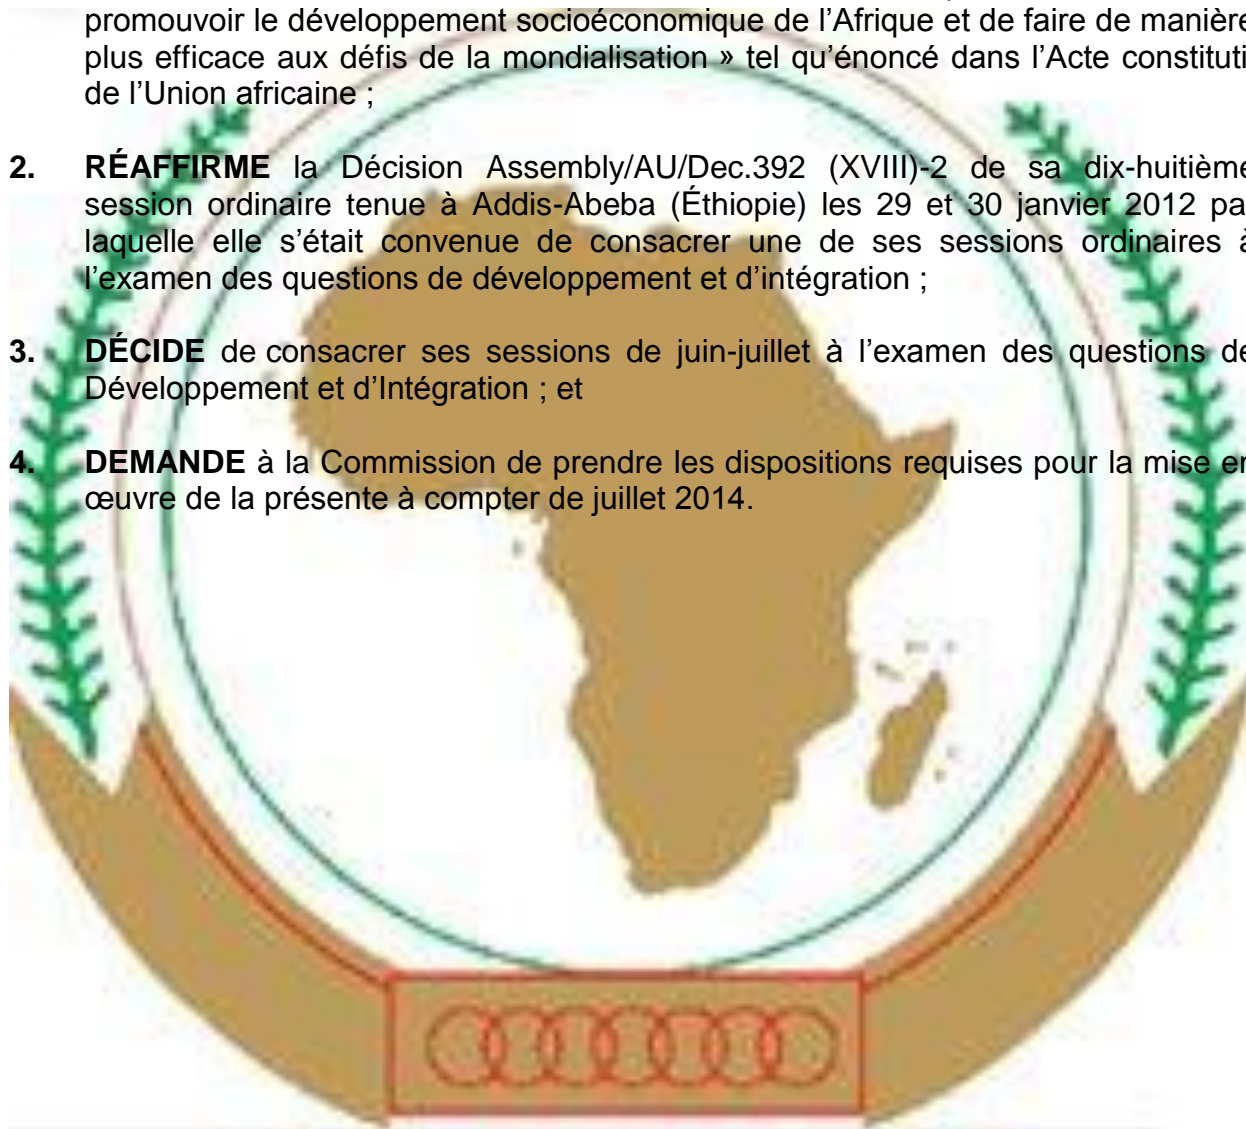 promouvoir le développement socioéconomique de l’Afrique et de faire de manière
plus efficace aux défis de la mondialisation » tel qu’énoncé dans l’Acte constituti
de l’Union africaine ;
2. RÉAFFIRME la Décision Assembly/AU/Dec.392 (XVIII)-2 de sa dix-huitième
session ordinaire tenue à Addis-Abeba (Éthiopie) les 29 et 30 janvier 2012 pa
laquelle elle s’était convenue de consacrer une de ses sessions ordinaires à
l’examen des questions de développement et d’intégration ;
3. DÉCIDE de consacrer ses sessions de juin-juillet à l’examen des questions de
Développement et d’Intégration ; et
4. DEMANDE à la Commission de prendre les dispositions requises pour la mise en
œuvre de la présente à compter de juillet 2014.